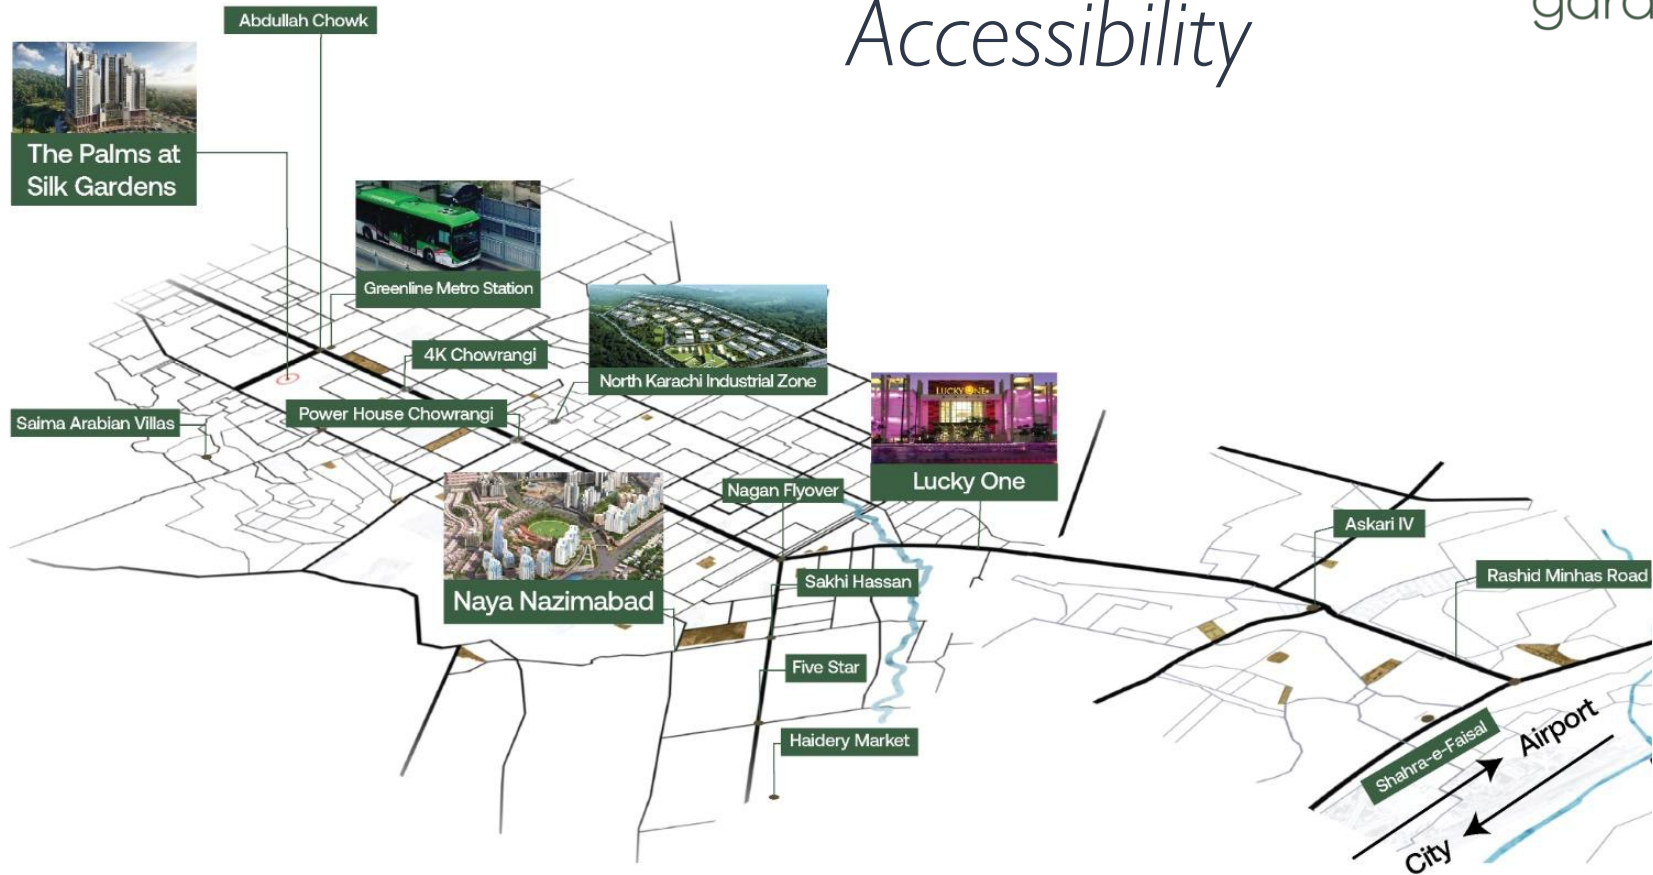 Accessibility
gard
Abdullah Chowk
The Palms at
Silk Gardens
Greenline Metro Station
4K Chowrangi
North Karachi Industrial Zone
Power House Chowrangi
Saima Arabian Villas
LUCKYONE
Lucky One
Nagan Flyover
Naya Nazimabad
Sakhi Hassan
Five Star
Haidery Market
Askari IV
Rashid Minhas Road
Shahra-e-Faisal
Airport
City